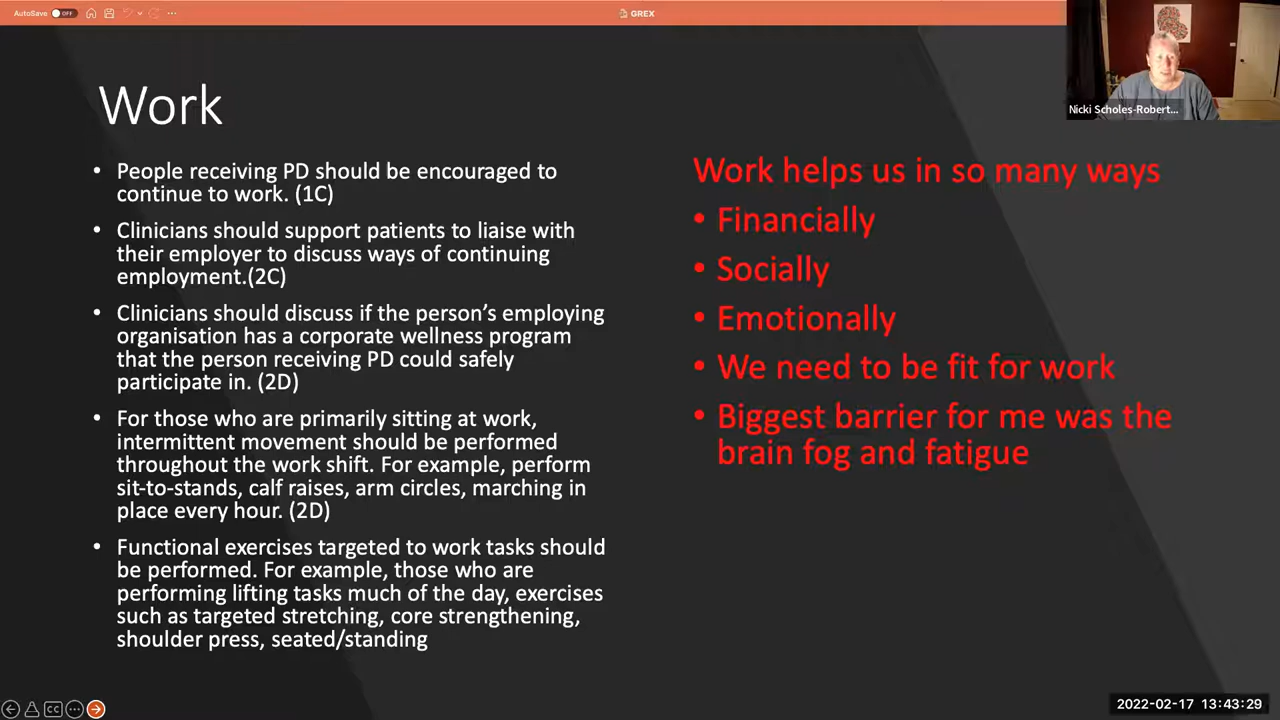 AutoSave OFF
GREX
Nicki Scholes-Robert...
Work
People receiving PD should be encouraged to
continue to work. (1C)
Clinicians should support patients to liaise with
their employer to discuss ways of continuing
employment.(2C)
Clinicians should discuss if the person’s employing
organisation has a corporate wellness program
that the person receiving PD could safely
participate in. (2D)
For those who are primarily sitting at work,
intermittent movement should be performed
throughout the work shift. For example, perform
sit-to-stands, calf raises, arm circles, marching in
place every hour. (2D)
Functional exercises targeted to work tasks should
be performed. For example, those who are
performing lifting tasks much of the day, exercises
such as targeted stretching, core strengthening,
shoulder press, seated/standing
Work helps us in so many ways
Financially
Socially
Emotionally
We need to be fit for work
Biggest barrier for me was the
brain fog and fatigue
CC
2022-02-17 13:43:29